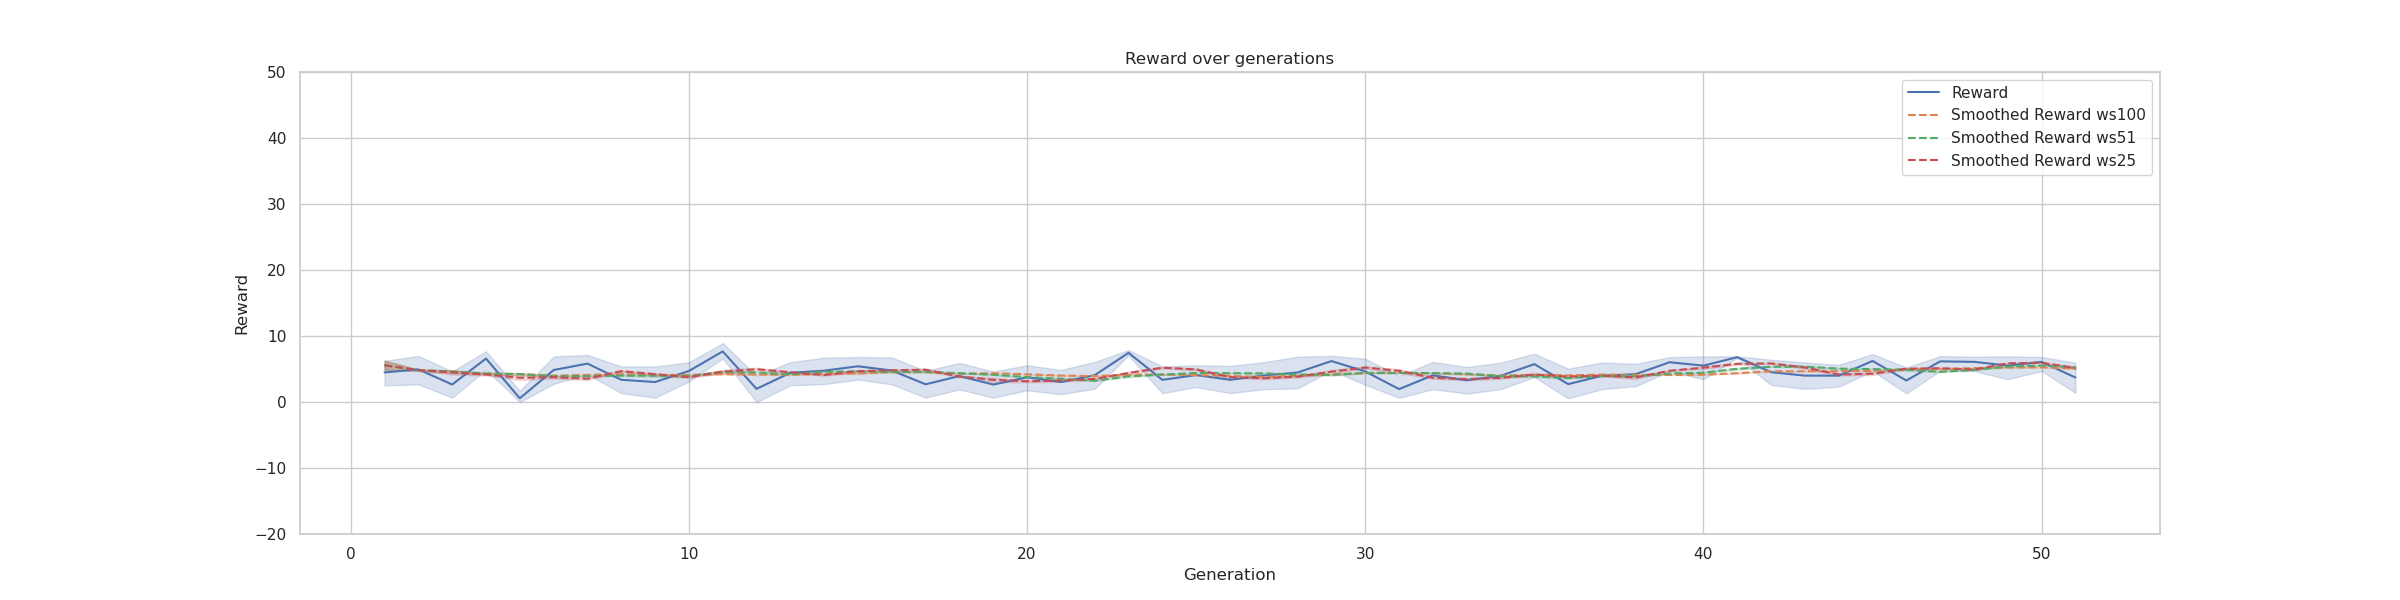 Reward over generations
50
40
30
20
10
0
−10
−20
Reward
Reward
Smoothed Reward ws100
Smoothed Reward ws51
Smoothed Reward ws25
0
10
20
30
40
50
Generation